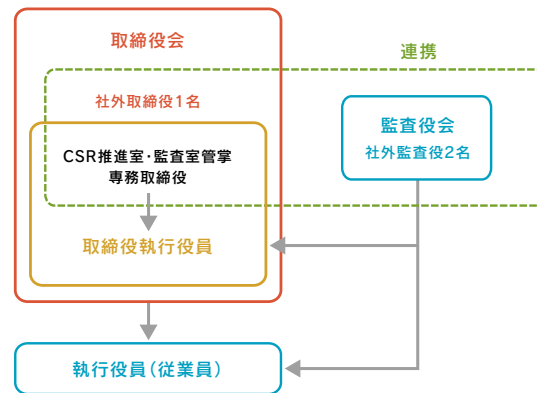 取締役会
連携
社外取締役1名
監査役会
社外監査役2名
CSR推進室・監査室管掌
専務取締役
取締役執行役員
執行役員(従業員)